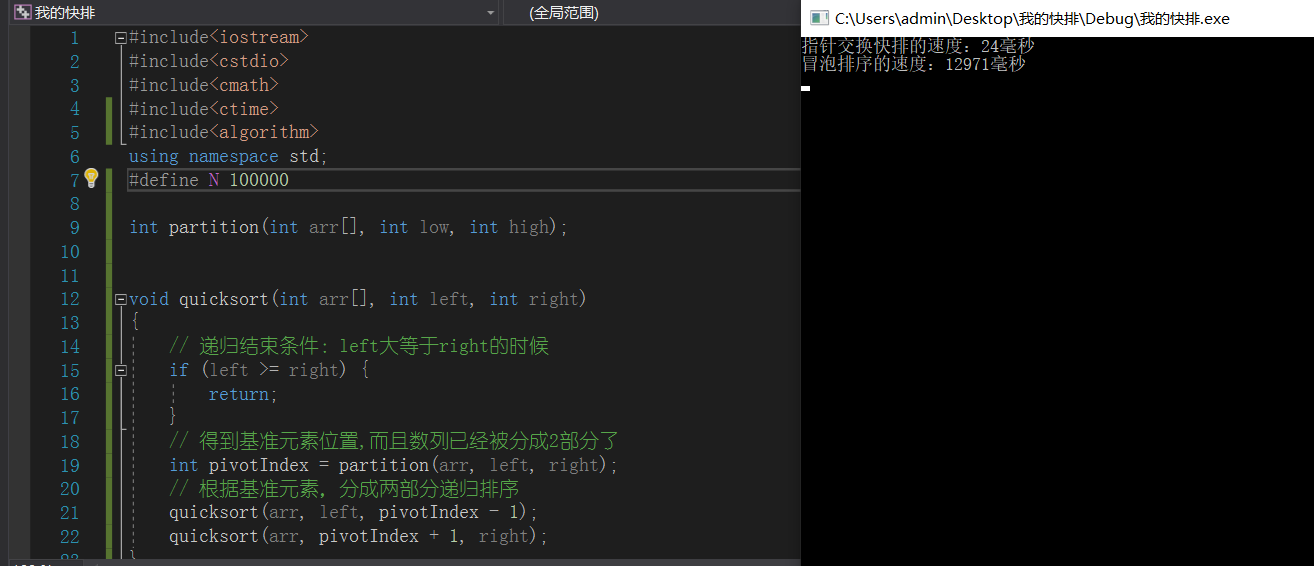 我的快排
(全局范围)
1 #include<iostream>
2 #include<cstdio>
3 #include<cmath>
4 #include<ctime>
5 #include<algorithm>
6 using namespace std;
7 #define N 100000
8
9 int partition(int arr[], int low, int high);
10
11
12 void quicksort(int arr[], int left, int right)
13 {
14 // 递归结束条件: left大等于right的时候
15 if (left >= right) {
16 return;
17 }
18 // 得到基准元素位置,而且数列已经被分成2部分了
19 int pivotIndex = partition(arr, left, right);
20 // 根据基准元素，分成两部分递归排序
21 quicksort(arr, left, pivotIndex - 1);
22 quicksort(arr, pivotIndex + 1, right);
C:\Users\admin\Desktop\我的快排\Debug\我的快排.exe
指针交换快排的速度：24毫秒
冒泡排序的速度：12971毫秒